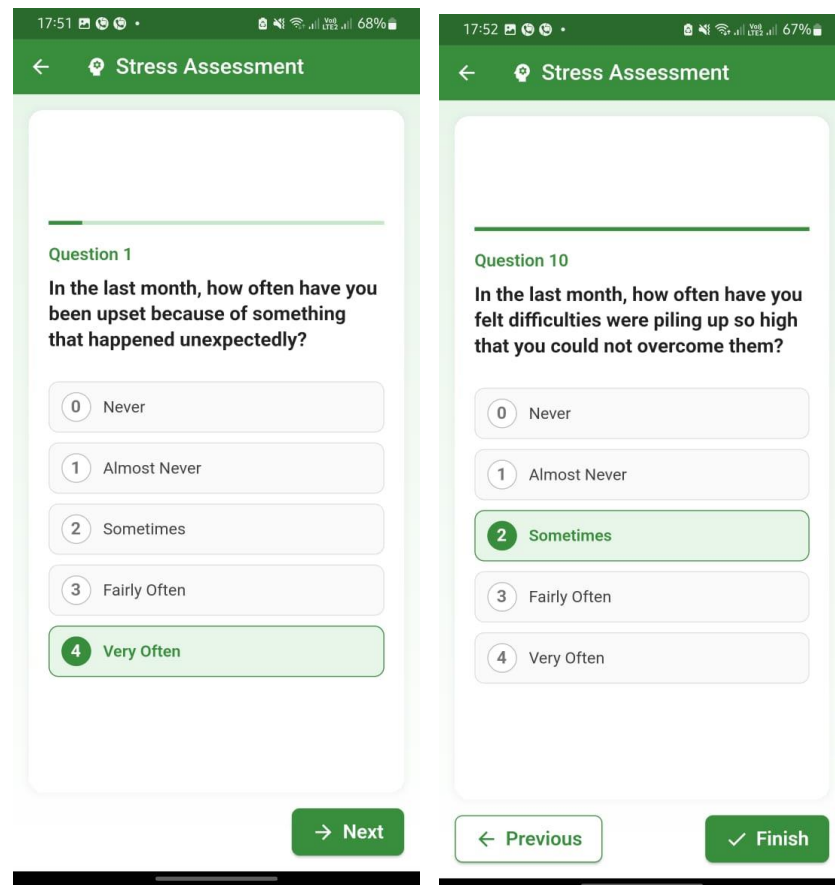 17:51
68%
Stress Assessment
Question 1
In the last month, how often have you
been upset because of something
that happened unexpectedly?
0 Never
1 Almost Never
2 Sometimes
3 Fairly Often
4 Very Often
→ Next
17:52
67%
Stress Assessment
Question 10
In the last month, how often have you
felt difficulties were piling up so high
that you could not overcome them?
0 Never
1 Almost Never
2 Sometimes
3 Fairly Often
4 Very Often
← Previous
✓ Finish